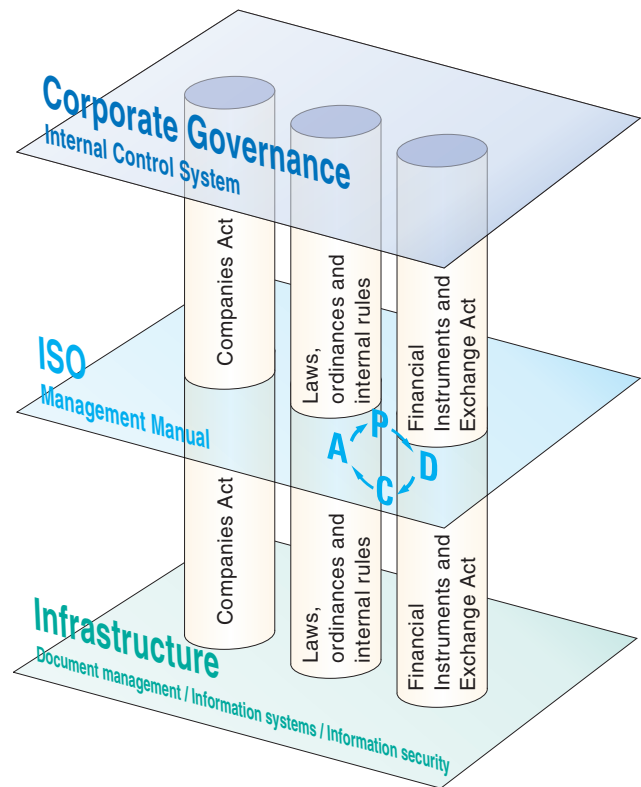 Corporate Governance
Internal Control System
Companies Act
Laws,
ordinances and
internal rules
Financial
Instruments and
Exchange Act
ISO
Management Manual
P
D
C
A
Companies Act
Laws,
ordinances and
internal rules
Financial
Instruments and
Exchange Act
Infrastructure
Document management / Information systems / Information security